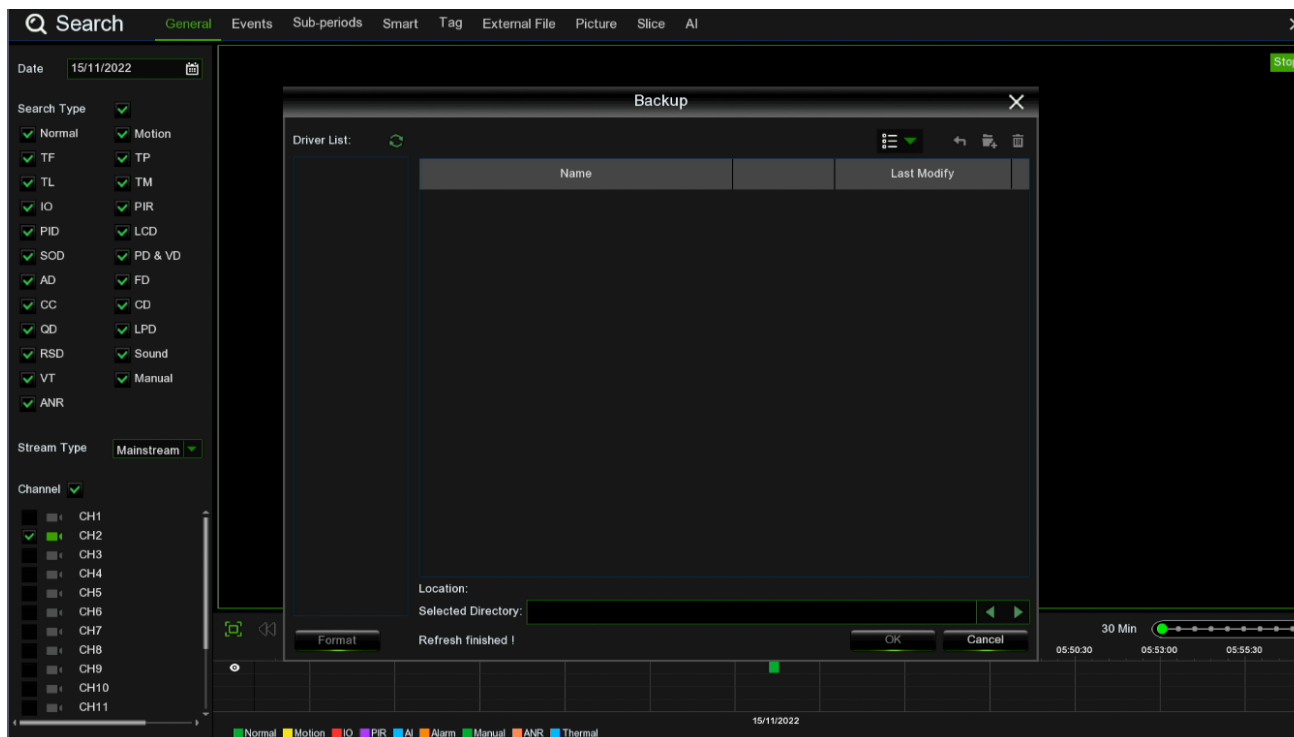 Search General Events Sub-periods Smart Tag External File Picture Slice AI
Date 15/11/2022
Stop
Search Type
Normal Motion
TF TP
TL TM
IO PIR
PID LCD
SOD PD & VD
AD FD
CC CD
QD LPD
RSD Sound
VT Manual
ANR
Stream Type Mainstream
Channel
CH1
CH2
CH3
CH4
CH5
CH6
CH7
CH8
CH9
CH10
CH11
Backup
Driver List:
Name Last Modify
Location:
Selected Directory:
Format Refresh finished ! OK Cancel
30 Min
05:50:30 05:53:00 05:55:30
15/11/2022
Normal Motion IO PIR AI Alarm Manual ANR Thermal